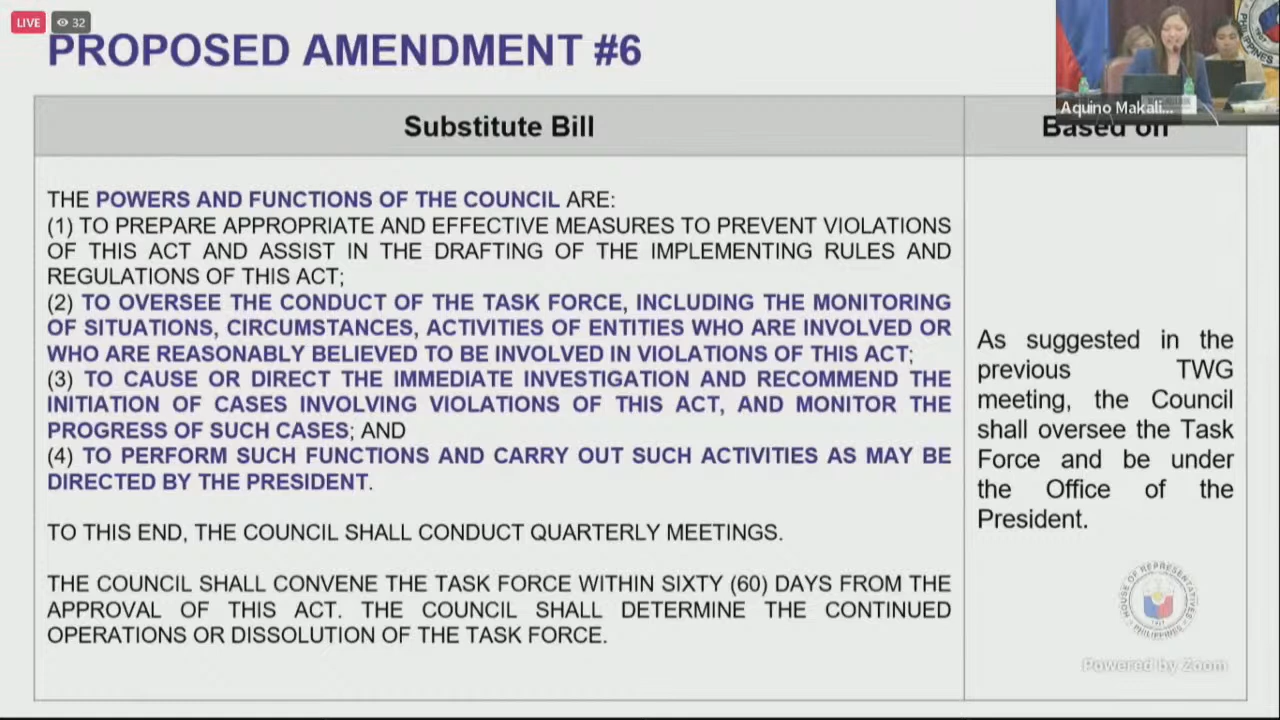 LIVE
32
PROPOSED AMENDMENT #6
Aquino Makali...
Substitute Bill
Based on
THE POWERS AND FUNCTIONS OF THE COUNCIL ARE:
(1) TO PREPARE APPROPRIATE AND EFFECTIVE MEASURES TO PREVENT VIOLATIONS
OF THIS ACT AND ASSIST IN THE DRAFTING OF THE IMPLEMENTING RULES AND
REGULATIONS OF THIS ACT;
(2) TO OVERSEE THE CONDUCT OF THE TASK FORCE, INCLUDING THE MONITORING
OF SITUATIONS, CIRCUMSTANCES, ACTIVITIES OF ENTITIES WHO ARE INVOLVED OR
WHO ARE REASONABLY BELIEVED TO BE INVOLVED IN VIOLATIONS OF THIS ACT;
(3) TO CAUSE OR DIRECT THE IMMEDIATE INVESTIGATION AND RECOMMEND THE
INITIATION OF CASES INVOLVING VIOLATIONS OF THIS ACT, AND MONITOR THE
PROGRESS OF SUCH CASES; AND
(4) TO PERFORM SUCH FUNCTIONS AND CARRY OUT SUCH ACTIVITIES AS MAY BE
DIRECTED BY THE PRESIDENT.
TO THIS END, THE COUNCIL SHALL CONDUCT QUARTERLY MEETINGS.
THE COUNCIL SHALL CONVENE THE TASK FORCE WITHIN SIXTY (60) DAYS FROM THE
APPROVAL OF THIS ACT. THE COUNCIL SHALL DETERMINE THE CONTINUED
OPERATIONS OR DISSOLUTION OF THE TASK FORCE.
As suggested in the
previous TWG
meeting, the Council
shall oversee the Task
Force and be under
the Office of the
President.
HOUSE OF REPRESENTATIVES
PHILIPPINES
Powered by Zoom